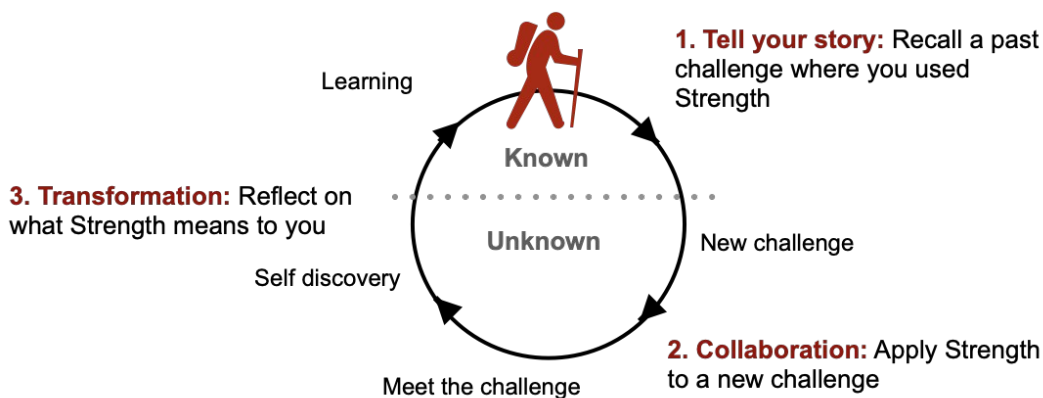 1. Tell your story: Recall a past
challenge where you used
Strength
Learning
Known
3. Transformation: Reflect on
what Strength means to you
Unknown
New challenge
Self discovery
2. Collaboration: Apply Strength
to a new challenge
Meet the challenge